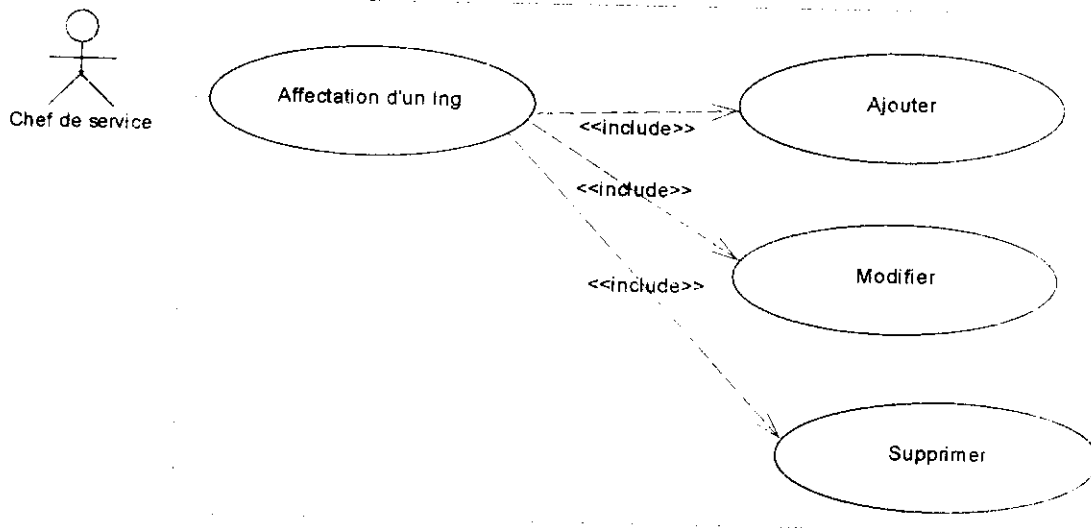 Chef de service
Affectation d'un Ing
<<include>>
Ajouter
<<include>>
Modifier
<<include>>
Supprimer